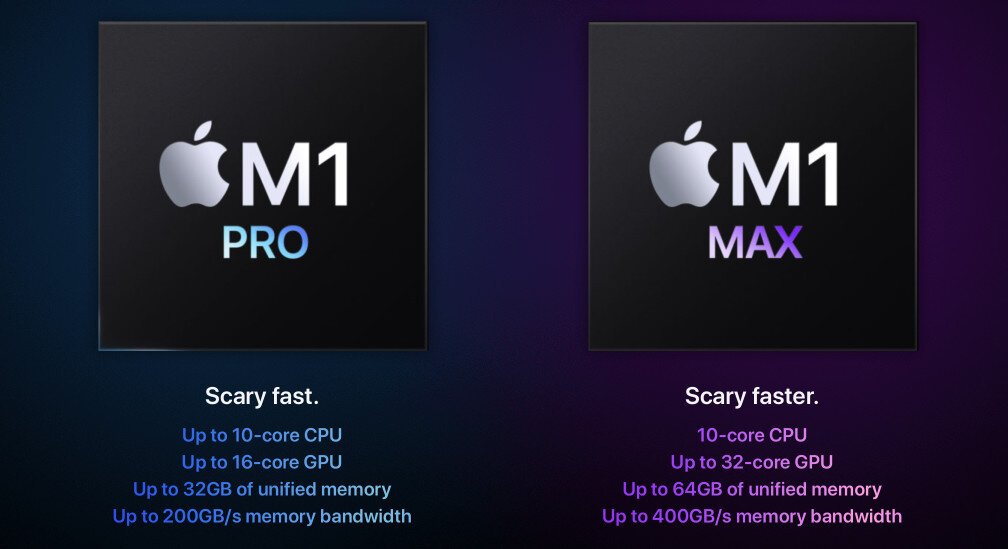 M1
PRO
Scary fast.
Up to 10-core CPU
Up to 16-core GPU
Up to 32GB of unified memory
Up to 200GB/s memory bandwidth
M1
MAX
Scary faster.
10-core CPU
Up to 32-core GPU
Up to 64GB of unified memory
Up to 400GB/s memory bandwidth